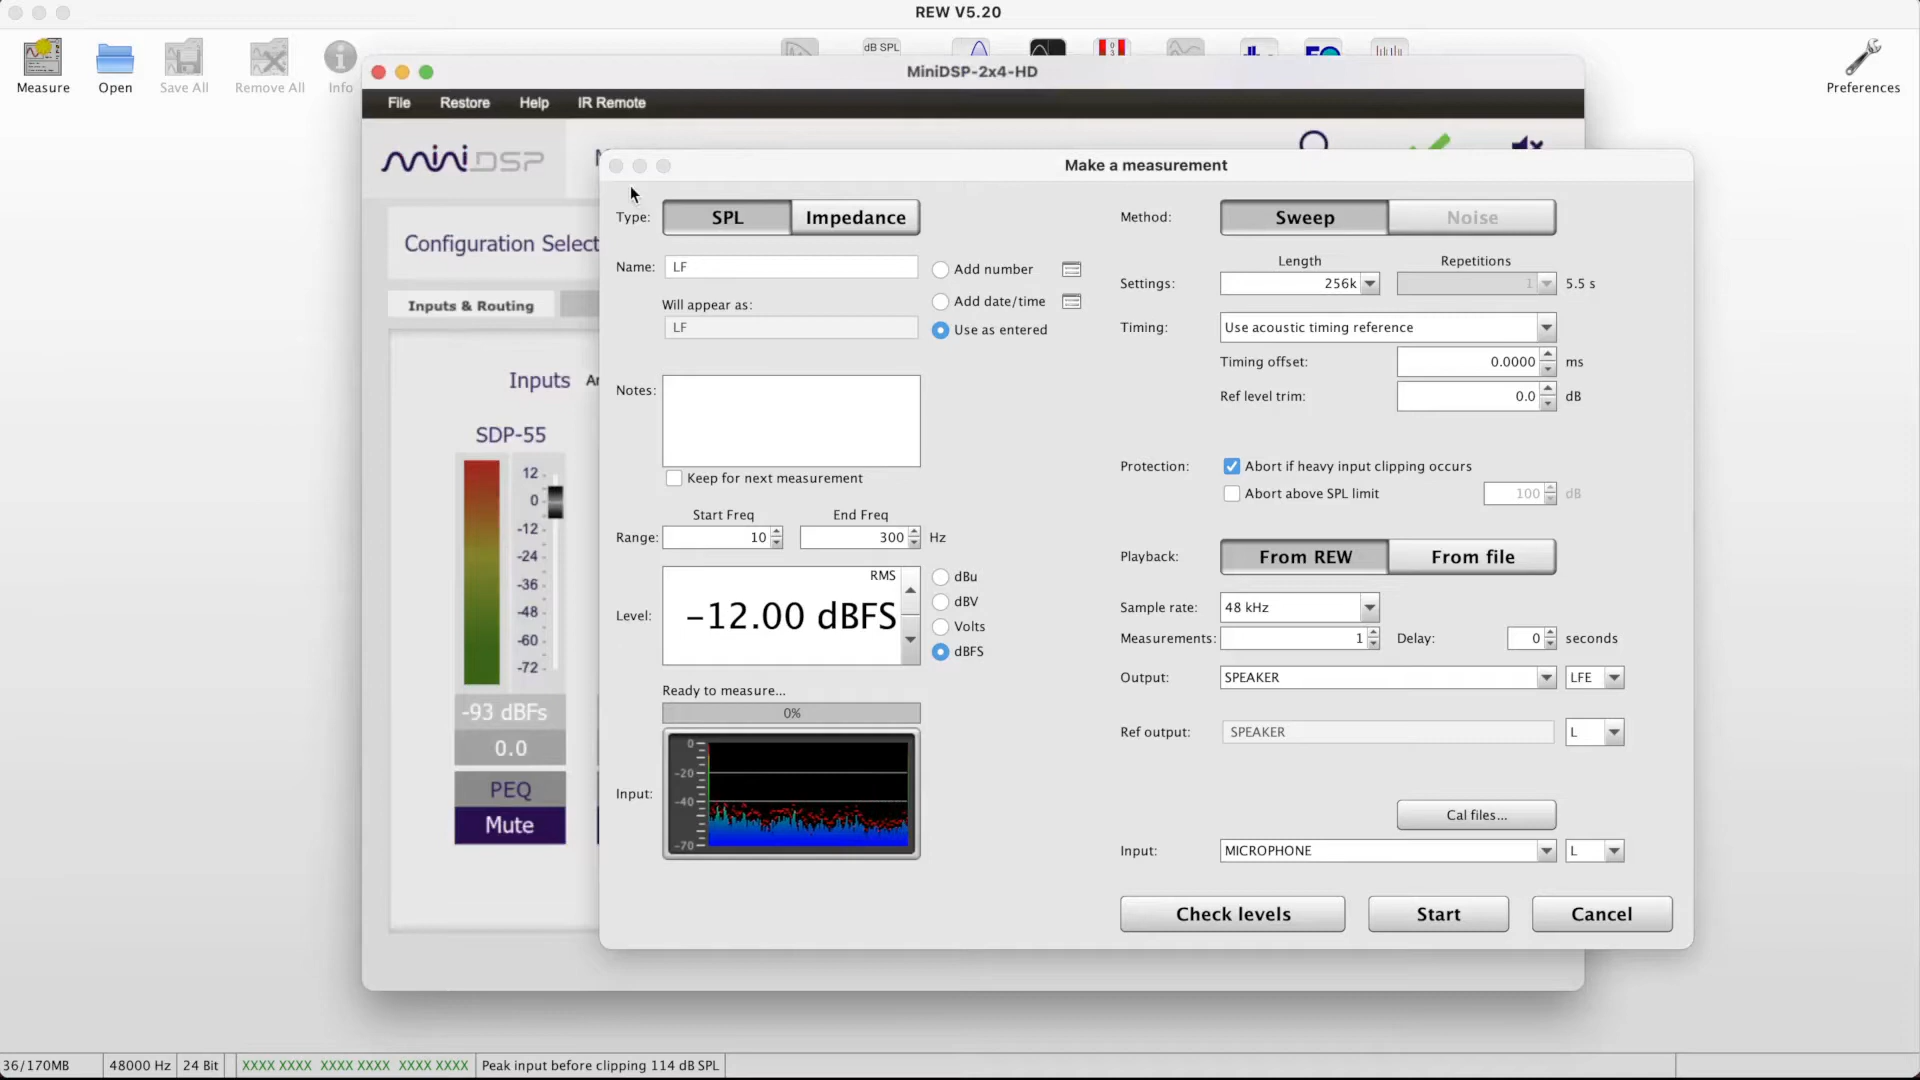 REW V5.20
Measure
Open
Save All
Remove All
Info
dB SPL
Preferences
MiniDSP-2x4-HD
File
Restore
Help
IR Remote
mini DSP
Make a measurement
Type:
SPL
Impedance
Method:
Sweep
Noise
Configuration Select
Name:
LF
Add number
Length
Repetitions
Settings:
256k
1
5.5 s
Will appear as:
LF
Add date/time
Use as entered
Inputs & Routing
Timing:
Use acoustic timing reference
Timing offset:
0.0000
ms
Ref level trim:
0.0
dB
Inputs
Notes:
Keep for next measurement
SDP-55
12
0
-12
-24
-36
-48
-60
-72
-93 dBFs
0.0
PEQ
Mute
Protection:
Abort if heavy input clipping occurs
Abort above SPL limit
100
dB
Start Freq
End Freq
Range:
10
300
Hz
Playback:
From REW
From file
Level:
RMS
-12.00 dBFS
dBu
dBV
Volts
dBFS
Sample rate:
48 kHz
Measurements:
1
Delay:
0
seconds
Output:
SPEAKER
LFE
Ready to measure...
0%
Ref output:
SPEAKER
L
Input:
0
-20
-40
-70
Cal files...
Input:
MICROPHONE
L
Check levels
Start
Cancel
36/170MB
48000 Hz
24 Bit
XXXX XXXX XXXX XXXX XXXX XXXX
Peak input before clipping 114 dB SPL